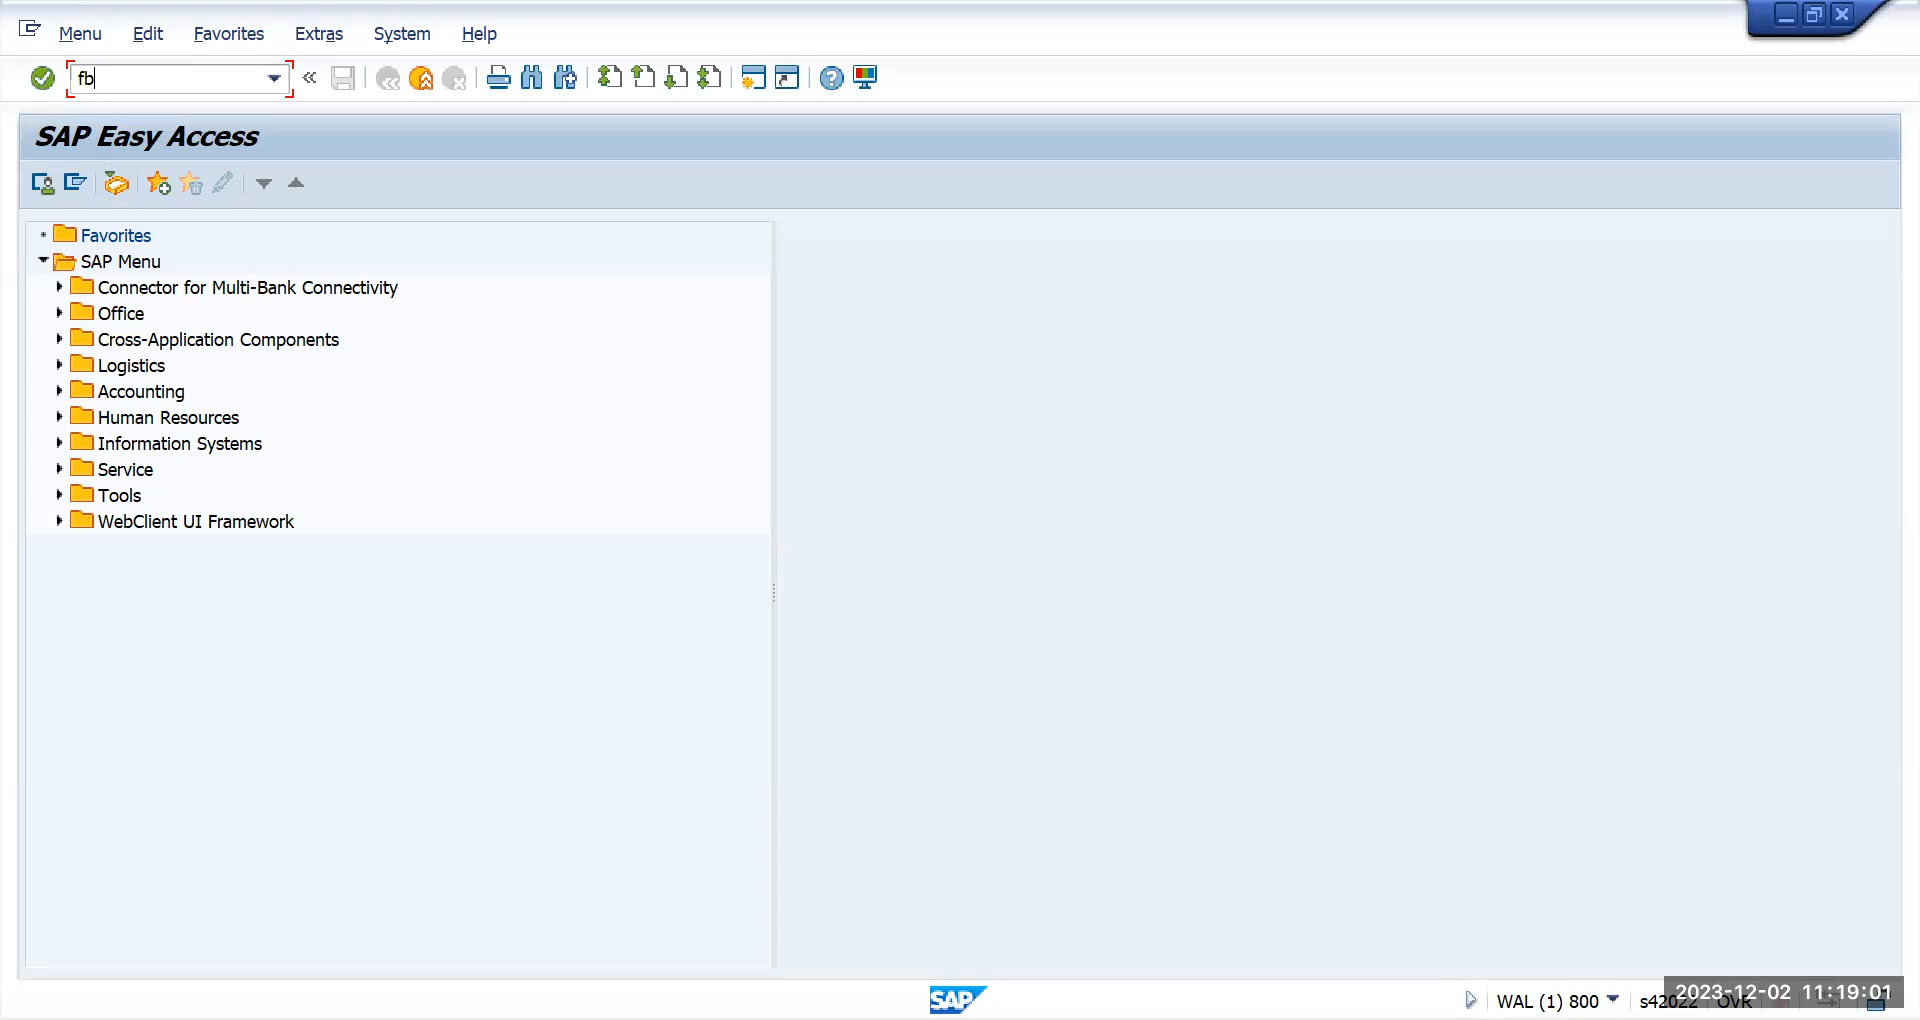 Menu Edit Favorites Extras System Help
fb
SAP Easy Access
Favorites
SAP Menu
Connector for Multi-Bank Connectivity
Office
Cross-Application Components
Logistics
Accounting
Human Resources
Information Systems
Service
Tools
WebClient UI Framework
SAP
WAL (1) 800 s42022 OVR
2023-12-02 11:19:01